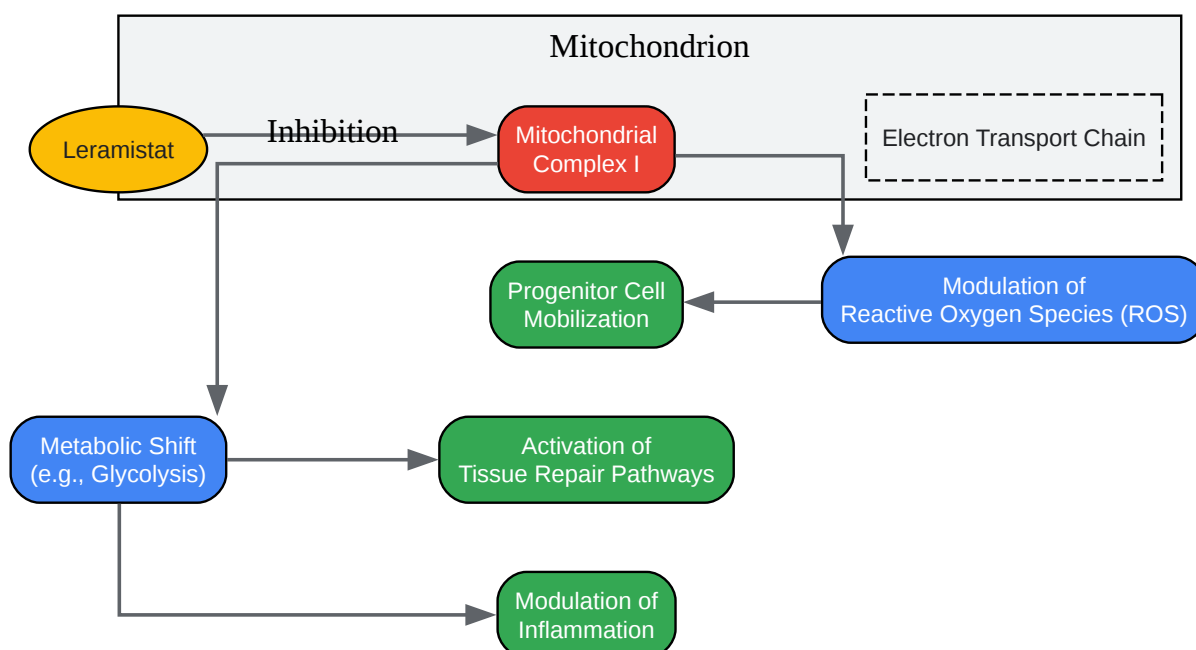 Mitochondrion
Leramistat
Inhibition
Mitochondrial
Complex I
Electron Transport Chain
Progenitor Cell
Mobilization
Modulation of
Reactive Oxygen Species (ROS)
Metabolic Shift
(e.g., Glycolysis)
Activation of
Tissue Repair Pathways
Modulation of
Inflammation